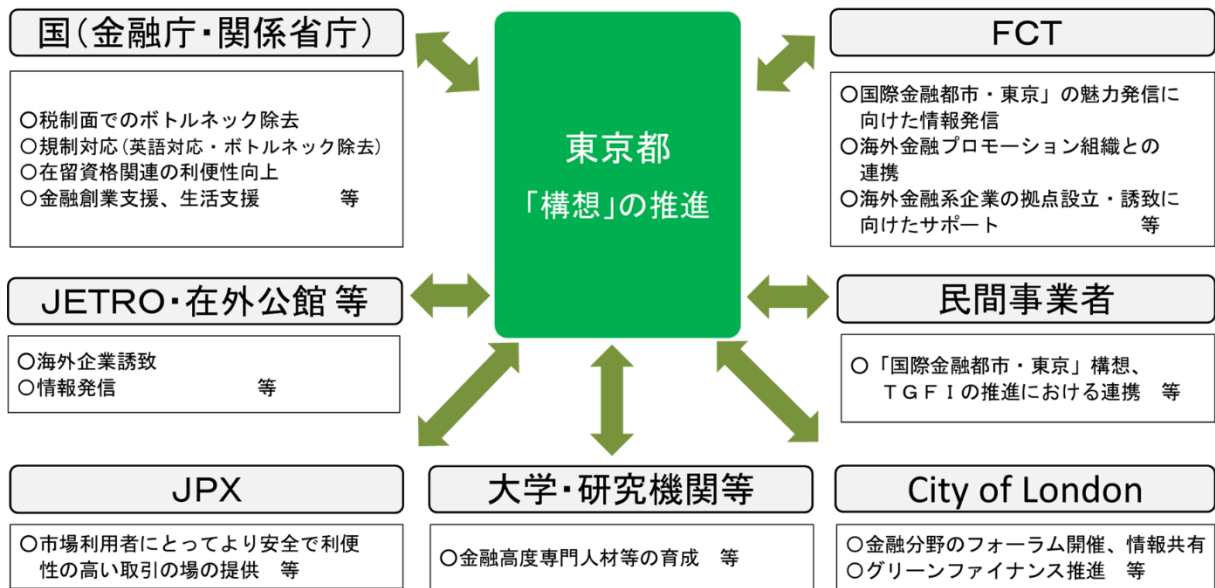 国(金融庁・関係省庁)
○税制面でのボトルネック除去
○規制対応(英語対応・ボトルネック除去)
○在留資格関連の利便性向上
○金融創業支援、生活支援 等
東京都
「構想」の推進
FCT
○国際金融都市・東京」の魅力発信に
向けた情報発信
○海外金融プロモーション組織との
連携
○海外金融系企業の拠点設立・誘致に
向けたサポート 等
JETRO・在外公館 等
○海外企業誘致
○情報発信 等
民間事業者
○「国際金融都市・東京」構想、
TGFIの推進における連携 等
JPX
○市場利用者にとってより安全で利便
性の高い取引の場の提供 等
大学・研究機関等
○金融高度専門人材等の育成 等
City of London
○金融分野のフォーラム開催、情報共有
○グリーンファイナンス推進 等